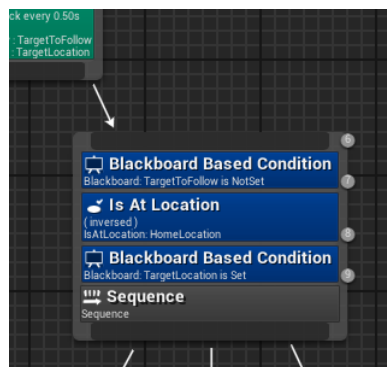 ck every 0.50s
: TargetToFollow
: TargetLocation
6
Blackboard Based Condition
Blackboard: TargetToFollow is NotSet
7
Is At Location
( inversed )
IsAtLocation: HomeLocation
8
Blackboard Based Condition
Blackboard: TargetLocation is Set
9
Sequence
Sequence